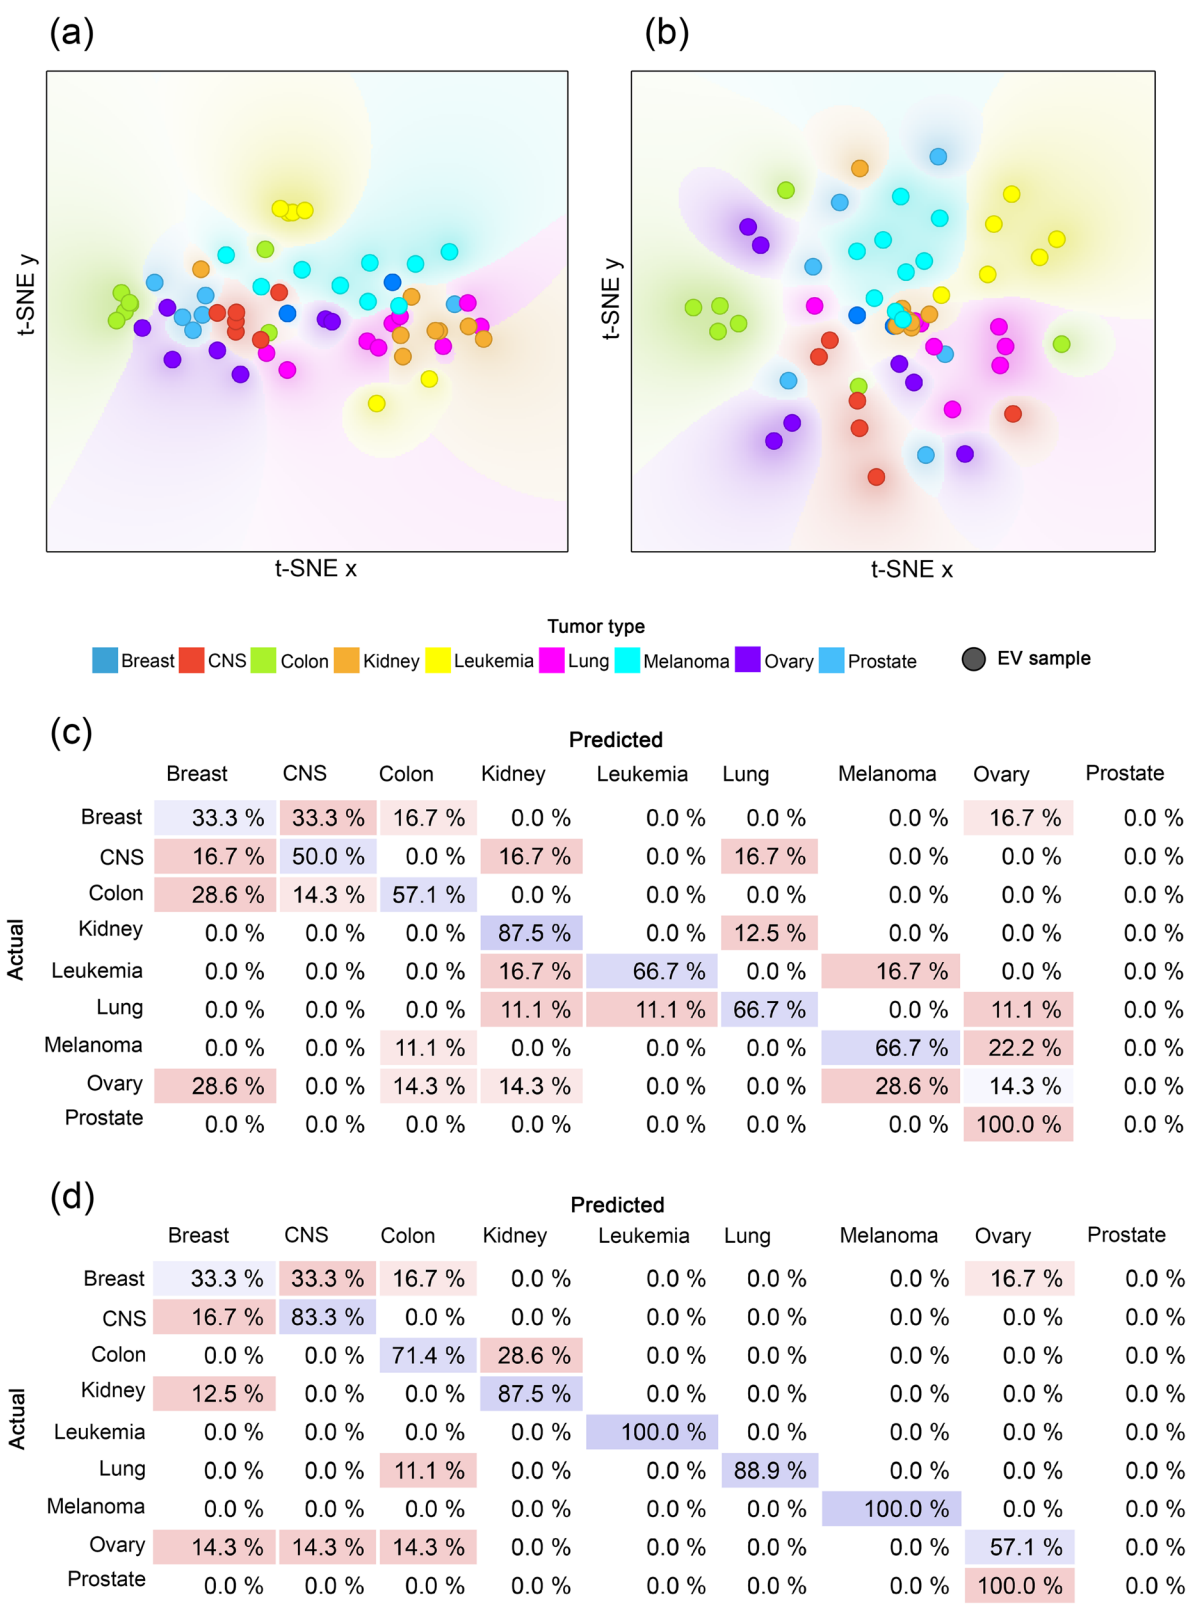 (a) (b)
t-SNE y t-SNE y
t-SNE x t-SNE x
Tumor type
Breast CNS Colon Kidney Leukemia Lung Melanoma Ovary Prostate EV sample
(c)
Predicted
Breast CNS Colon Kidney Leukemia Lung Melanoma Ovary Prostate
Actual
Breast 33.3 % 33.3 % 16.7 % 0.0 % 0.0 % 0.0 % 0.0 % 16.7 % 0.0 %
CNS 16.7 % 50.0 % 0.0 % 16.7 % 0.0 % 16.7 % 0.0 % 0.0 % 0.0 %
Colon 28.6 % 14.3 % 57.1 % 0.0 % 0.0 % 0.0 % 0.0 % 0.0 % 0.0 %
Kidney 0.0 % 0.0 % 0.0 % 87.5 % 0.0 % 12.5 % 0.0 % 0.0 % 0.0 %
Leukemia 0.0 % 0.0 % 0.0 % 16.7 % 66.7 % 0.0 % 16.7 % 0.0 % 0.0 %
Lung 0.0 % 0.0 % 0.0 % 11.1 % 11.1 % 66.7 % 0.0 % 11.1 % 0.0 %
Melanoma 0.0 % 0.0 % 11.1 % 0.0 % 0.0 % 0.0 % 66.7 % 22.2 % 0.0 %
Ovary 28.6 % 0.0 % 14.3 % 14.3 % 0.0 % 0.0 % 28.6 % 14.3 % 0.0 %
Prostate 0.0 % 0.0 % 0.0 % 0.0 % 0.0 % 0.0 % 0.0 % 100.0 % 0.0 %
(d)
Predicted
Breast CNS Colon Kidney Leukemia Lung Melanoma Ovary Prostate
Actual
Breast 33.3 % 33.3 % 16.7 % 0.0 % 0.0 % 0.0 % 0.0 % 16.7 % 0.0 %
CNS 16.7 % 83.3 % 0.0 % 0.0 % 0.0 % 0.0 % 0.0 % 0.0 % 0.0 %
Colon 0.0 % 0.0 % 71.4 % 28.6 % 0.0 % 0.0 % 0.0 % 0.0 % 0.0 %
Kidney 12.5 % 0.0 % 0.0 % 87.5 % 0.0 % 0.0 % 0.0 % 0.0 % 0.0 %
Leukemia 0.0 % 0.0 % 0.0 % 0.0 % 100.0 % 0.0 % 0.0 % 0.0 % 0.0 %
Lung 0.0 % 0.0 % 11.1 % 0.0 % 0.0 % 88.9 % 0.0 % 0.0 % 0.0 %
Melanoma 0.0 % 0.0 % 0.0 % 0.0 % 0.0 % 0.0 % 100.0 % 0.0 % 0.0 %
Ovary 14.3 % 14.3 % 14.3 % 0.0 % 0.0 % 0.0 % 0.0 % 57.1 % 0.0 %
Prostate 0.0 % 0.0 % 0.0 % 0.0 % 0.0 % 0.0 % 0.0 % 100.0 % 0.0 %